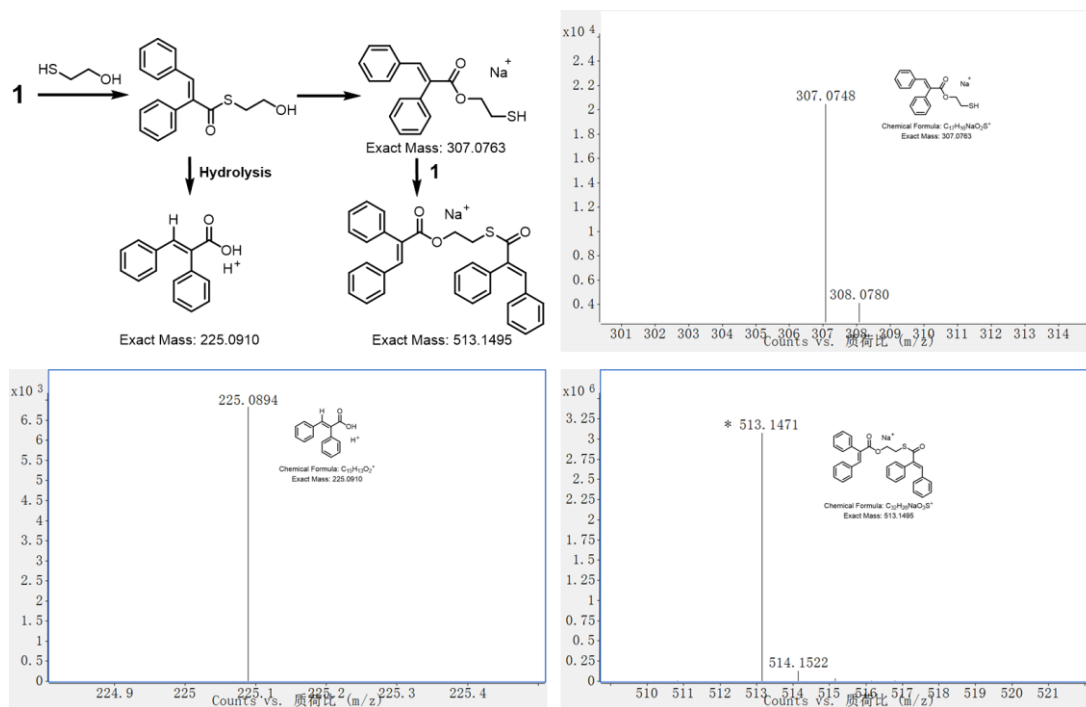 HS
OH
1
S
OH
O
O
O
Na⁺
SH
Exact Mass: 307.0763
Hydrolysis
1
H
O
OH
H⁺
Exact Mass: 225.0910
O
Na⁺
O
S
O
Exact Mass: 513.1495
x10 ⁴
2.4
2.2
2
1.8
1.6
1.4
1.2
1
0.8
0.6
0.4
307.0748
308.0780
O
Na⁺
O
SH
Chemical Formula: C₁₇H₁₆NaO₂S⁺
Exact Mass: 307.0763
301 302 303 304 305 306 307 308 309 310 311 312 313 314
Counts vs. 质荷比 (m/z)
x10 ³
6.5
6
5.5
5
4.5
4
3.5
3
2.5
2
1.5
1
0.5
0
225.0894
H
O
OH
H⁺
Chemical Formula: C₁₅H₁₃O₂⁺
Exact Mass: 225.0910
224.9 225 225.1 225.2 225.3 225.4
Counts vs. 质荷比 (m/z)
x10 ⁶
3.25
3
2.75
2.5
2.25
2
1.75
1.5
1.25
1
0.75
0.5
0.25
0
* 513.1471
514.1522
O
Na⁺
O
S
O
Chemical Formula: C₃₂H₂₆NaO₃S⁺
Exact Mass: 513.1495
510 511 512 513 514 515 516 517 518 519 520 521
Counts vs. 质荷比 (m/z)